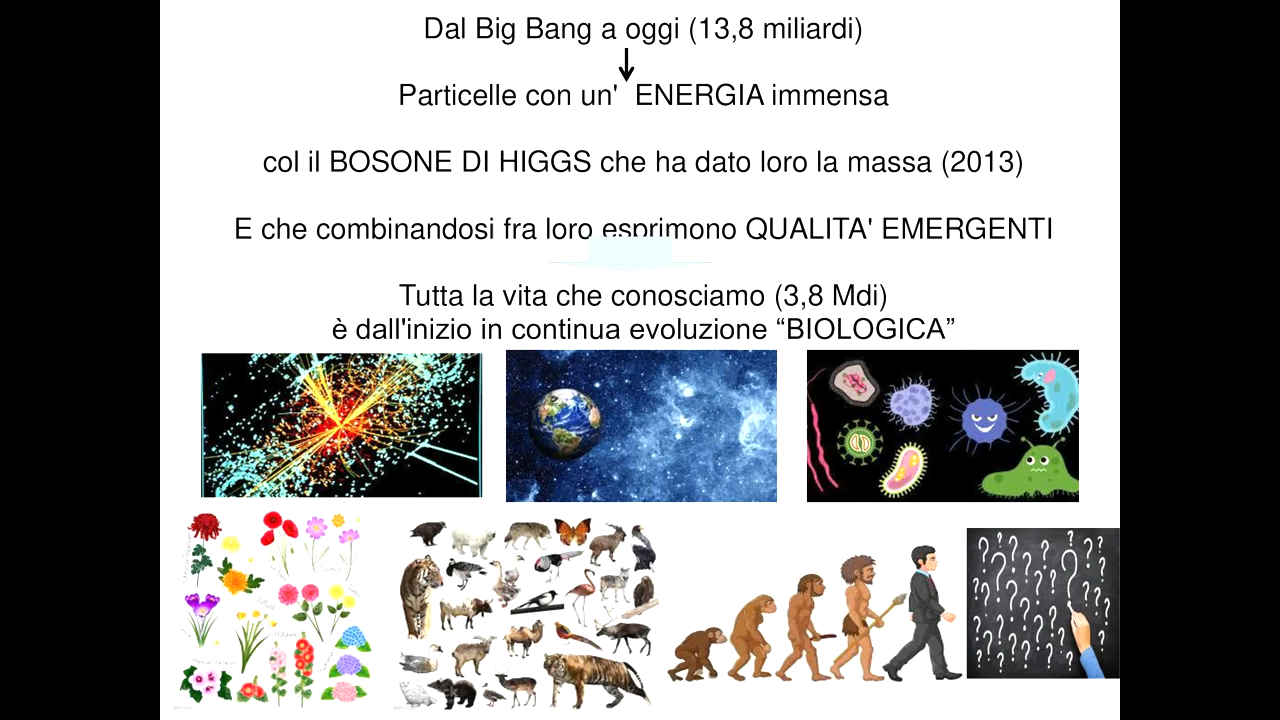 Dal Big Bang a oggi (13,8 miliardi)
Particelle con un' ENERGIA immensa
col il BOSONE DI HIGGS che ha dato loro la massa (2013)
E che combinandosi fra loro esprimono QUALITA' EMERGENTI
Tutta la vita che conosciamo (3,8 Mdi)
è dall'inizio in continua evoluzione “BIOLOGICA”